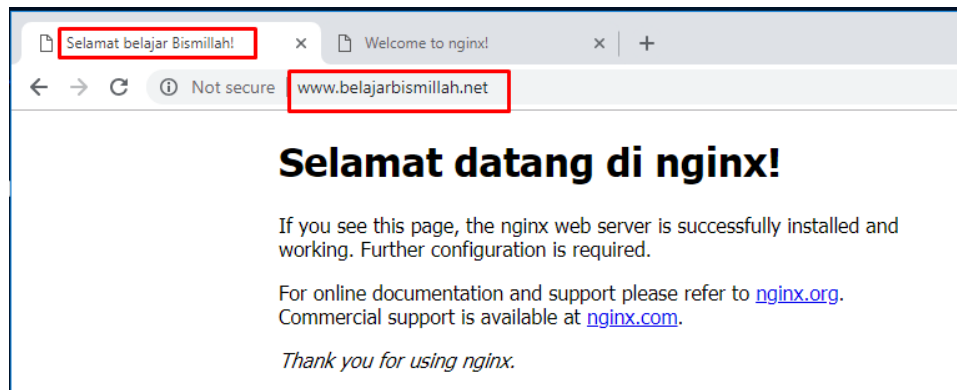 Selamat belajar Bismillah!
Welcome to nginx!
Not secure
www.belajarbismillah.net
Selamat datang di nginx!
If you see this page, the nginx web server is successfully installed and
working. Further configuration is required.
For online documentation and support please refer to nginx.org.
Commercial support is available at nginx.com.
Thank you for using nginx.